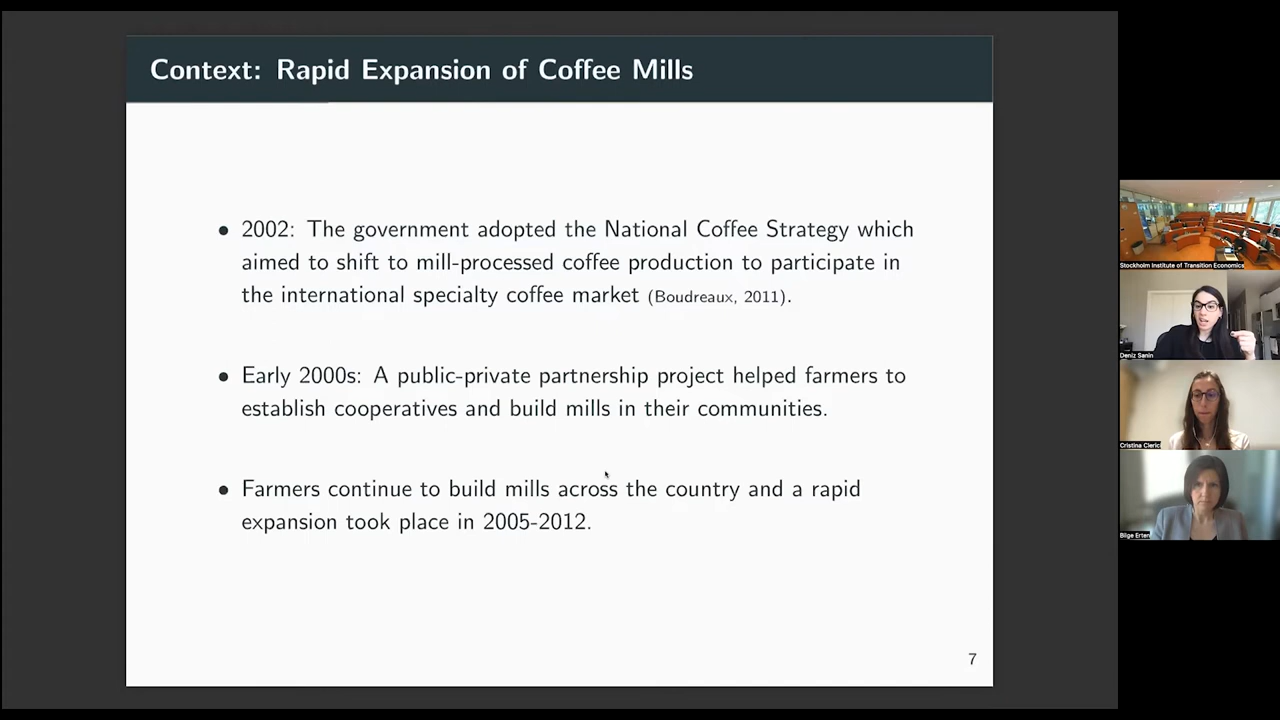 Context: Rapid Expansion of Coffee Mills
• 2002: The government adopted the National Coffee Strategy which
aimed to shift to mill-processed coffee production to participate in
the international specialty coffee market (Boudreaux, 2011).
• Early 2000s: A public-private partnership project helped farmers to
establish cooperatives and build mills in their communities.
• Farmers continue to build mills across the country and a rapid
expansion took place in 2005-2012.
7
Stockholm Institute of Transition Economics
Deniz Sanin
Cristina Clerici
Bilge Erten